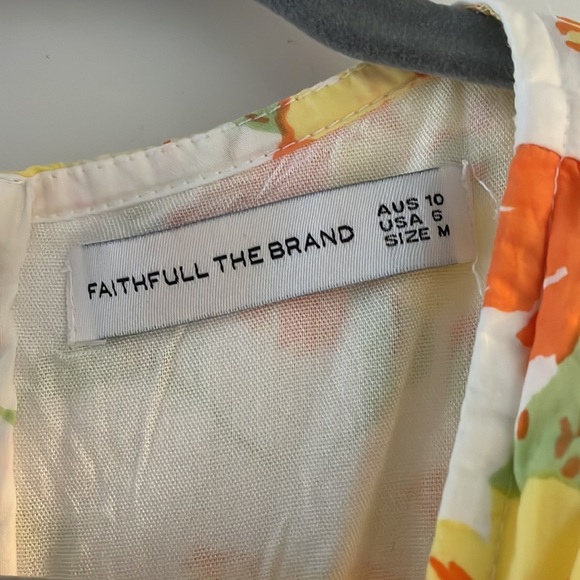 FAITHFULL THE BRAND
AUS 10
USA 6
SIZE M